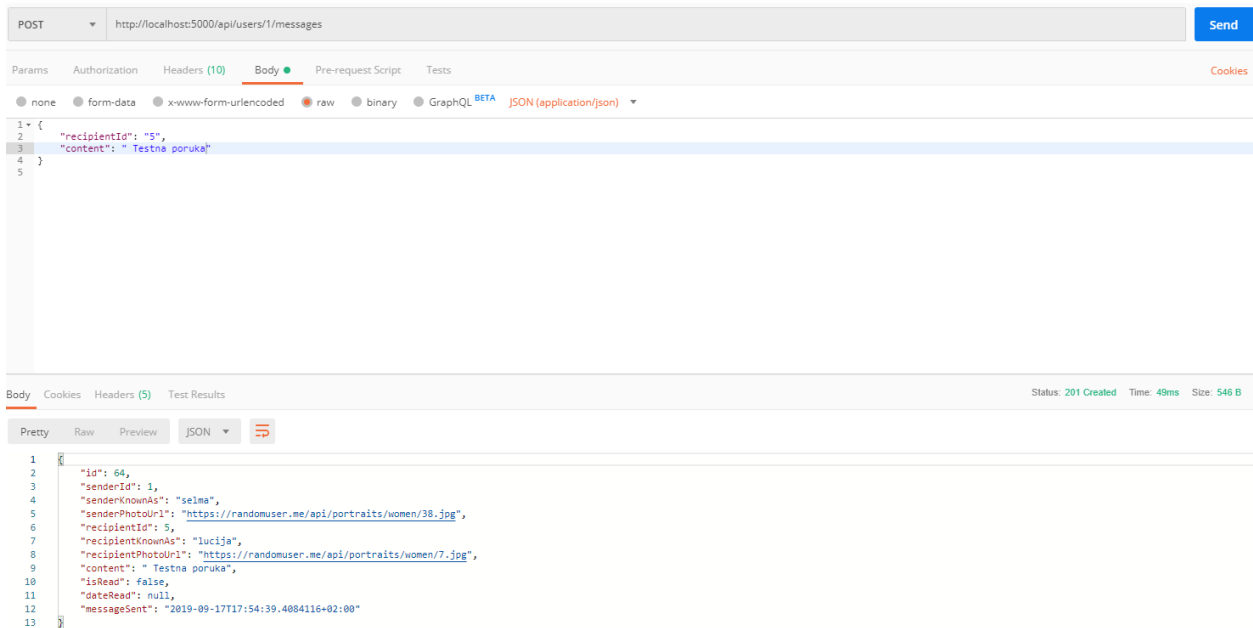 POST http://localhost:5000/api/users/1/messages Send
Params Authorization Headers (10) Body Pre-request Script Tests Cookies
none form-data x-www-form-urlencoded raw binary GraphQL BETA JSON (application/json)
1 {
2 "recipientId": "5",
3 "content": " Testna poruka"
4 }
5
Body Cookies Headers (5) Test Results Status: 201 Created Time: 49ms Size: 546 B
Pretty Raw Preview JSON
1 {
2 "id": 64,
3 "senderId": 1,
4 "senderKnownAs": "selma",
5 "senderPhotoUrl": "https://randomuser.me/api/portraits/women/38.jpg",
6 "recipientId": 5,
7 "recipientKnownAs": "lucija",
8 "recipientPhotoUrl": "https://randomuser.me/api/portraits/women/7.jpg",
9 "content": " Testna poruka",
10 "isRead": false,
11 "dateRead": null,
12 "messageSent": "2019-09-17T17:54:39.4084116+02:00"
13 }